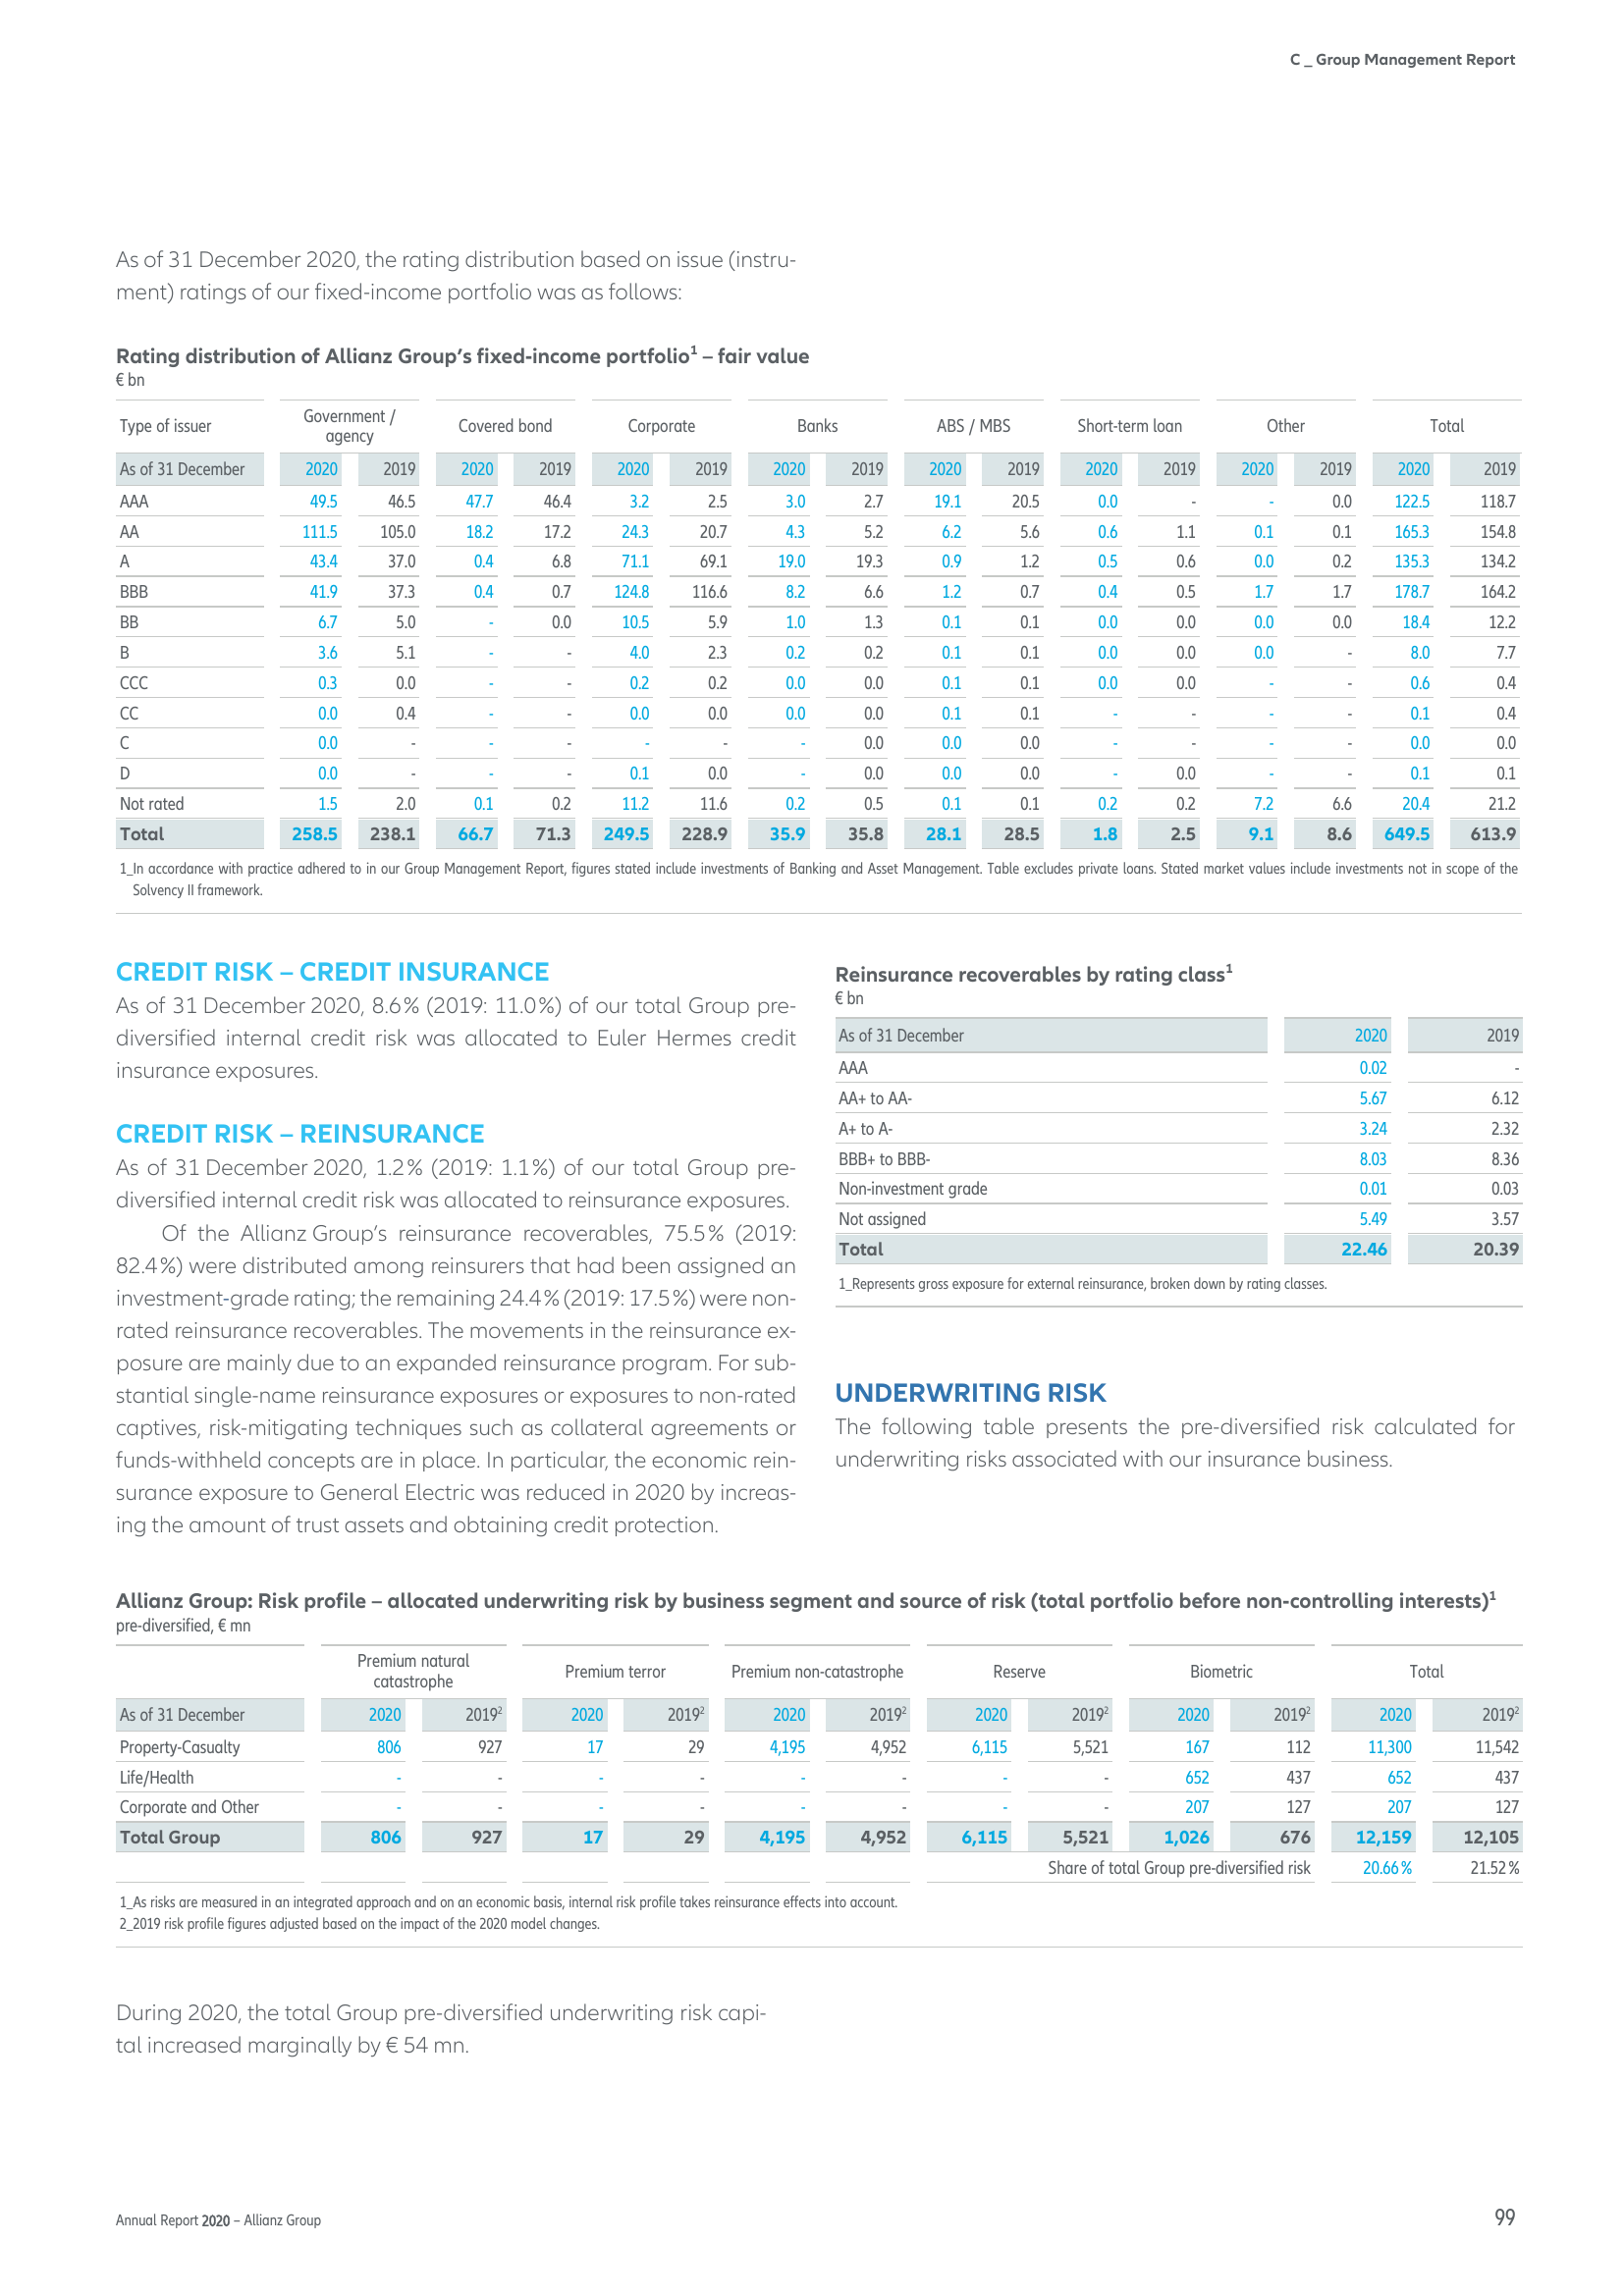 C _ Group Management Report
As of 31 December 2020, the rating distribution based on issue (instru-
ment) ratings of our fixed-income portfolio was as follows:
Rating distribution of Allianz Group's fixed-income portfolio1 – fair value
€ bn
Type of issuer Government / agency Covered bond Corporate Banks ABS / MBS Short-term loan Other Total
As of 31 December 2020 2019 2020 2019 2020 2019 2020 2019 2020 2019 2020 2019 2020 2019 2020 2019
AAA 49.5 46.5 47.7 46.4 3.2 2.5 3.0 2.7 19.1 20.5 0.0 - - 0.0 122.5 118.7
AA 111.5 105.0 18.2 17.2 24.3 20.7 4.3 5.2 6.2 5.6 0.6 1.1 0.1 0.1 165.3 154.8
A 43.4 37.0 0.4 6.8 71.1 69.1 19.0 19.3 0.9 1.2 0.5 0.6 0.0 0.2 135.3 134.2
BBB 41.9 37.3 0.4 0.7 124.8 116.6 8.2 6.6 1.2 0.7 0.4 0.5 1.7 1.7 178.7 164.2
BB 6.7 5.0 - 0.0 10.5 5.9 1.0 1.3 0.1 0.1 0.0 0.0 0.0 0.0 18.4 12.2
B 3.6 5.1 - - 4.0 2.3 0.2 0.2 0.1 0.1 0.0 0.0 0.0 - 8.0 7.7
CCC 0.3 0.0 - - 0.2 0.2 0.0 0.0 0.1 0.1 0.0 0.0 - - 0.6 0.4
CC 0.0 0.4 - - 0.0 0.0 0.0 0.0 0.1 0.1 - - - - 0.1 0.4
C 0.0 - - - - - - 0.0 0.0 0.0 - - - - 0.0 0.0
D 0.0 - - - 0.1 0.0 - 0.0 0.0 0.0 - 0.0 - - 0.1 0.1
Not rated 1.5 2.0 0.1 0.2 11.2 11.6 0.2 0.5 0.1 0.1 0.2 0.2 7.2 6.6 20.4 21.2
Total 258.5 238.1 66.7 71.3 249.5 228.9 35.9 35.8 28.1 28.5 1.8 2.5 9.1 8.6 649.5 613.9
1_In accordance with practice adhered to in our Group Management Report, figures stated include investments of Banking and Asset Management. Table excludes private loans. Stated market values include investments not in scope of the
Solvency II framework.
CREDIT RISK – CREDIT INSURANCE
As of 31 December 2020, 8.6 % (2019: 11.0 %) of our total Group pre-
diversified internal credit risk was allocated to Euler Hermes credit
insurance exposures.
CREDIT RISK – REINSURANCE
As of 31 December 2020, 1.2 % (2019: 1.1 %) of our total Group pre-
diversified internal credit risk was allocated to reinsurance exposures.
Of the Allianz Group's reinsurance recoverables, 75.5 % (2019:
82.4 %) were distributed among reinsurers that had been assigned an
investment-grade rating; the remaining 24.4 % (2019: 17.5 %) were non-
rated reinsurance recoverables. The movements in the reinsurance ex-
posure are mainly due to an expanded reinsurance program. For sub-
stantial single-name reinsurance exposures or exposures to non-rated
captives, risk-mitigating techniques such as collateral agreements or
funds-withheld concepts are in place. In particular, the economic rein-
surance exposure to General Electric was reduced in 2020 by increas-
ing the amount of trust assets and obtaining credit protection.
Reinsurance recoverables by rating class1
€ bn
As of 31 December 2020 2019
AAA 0.02 -
AA+ to AA- 5.67 6.12
A+ to A- 3.24 2.32
BBB+ to BBB- 8.03 8.36
Non-investment grade 0.01 0.03
Not assigned 5.49 3.57
Total 22.46 20.39
1_Represents gross exposure for external reinsurance, broken down by rating classes.
UNDERWRITING RISK
The following table presents the pre-diversified risk calculated for
underwriting risks associated with our insurance business.
Allianz Group: Risk profile – allocated underwriting risk by business segment and source of risk (total portfolio before non-controlling interests)1
pre-diversified, € mn
Premium natural catastrophe Premium terror Premium non-catastrophe Reserve Biometric Total
As of 31 December 2020 20192 2020 20192 2020 20192 2020 20192 2020 20192 2020 20192
Property-Casualty 806 927 17 29 4,195 4,952 6,115 5,521 167 112 11,300 11,542
Life/Health - - - - - - - - 652 437 652 437
Corporate and Other - - - - - - - - 207 127 207 127
Total Group 806 927 17 29 4,195 4,952 6,115 5,521 1,026 676 12,159 12,105
Share of total Group pre-diversified risk 20.66 % 21.52 %
1_As risks are measured in an integrated approach and on an economic basis, internal risk profile takes reinsurance effects into account.
2_2019 risk profile figures adjusted based on the impact of the 2020 model changes.
During 2020, the total Group pre-diversified underwriting risk capi-
tal increased marginally by € 54 mn.
Annual Report 2020 – Allianz Group
99